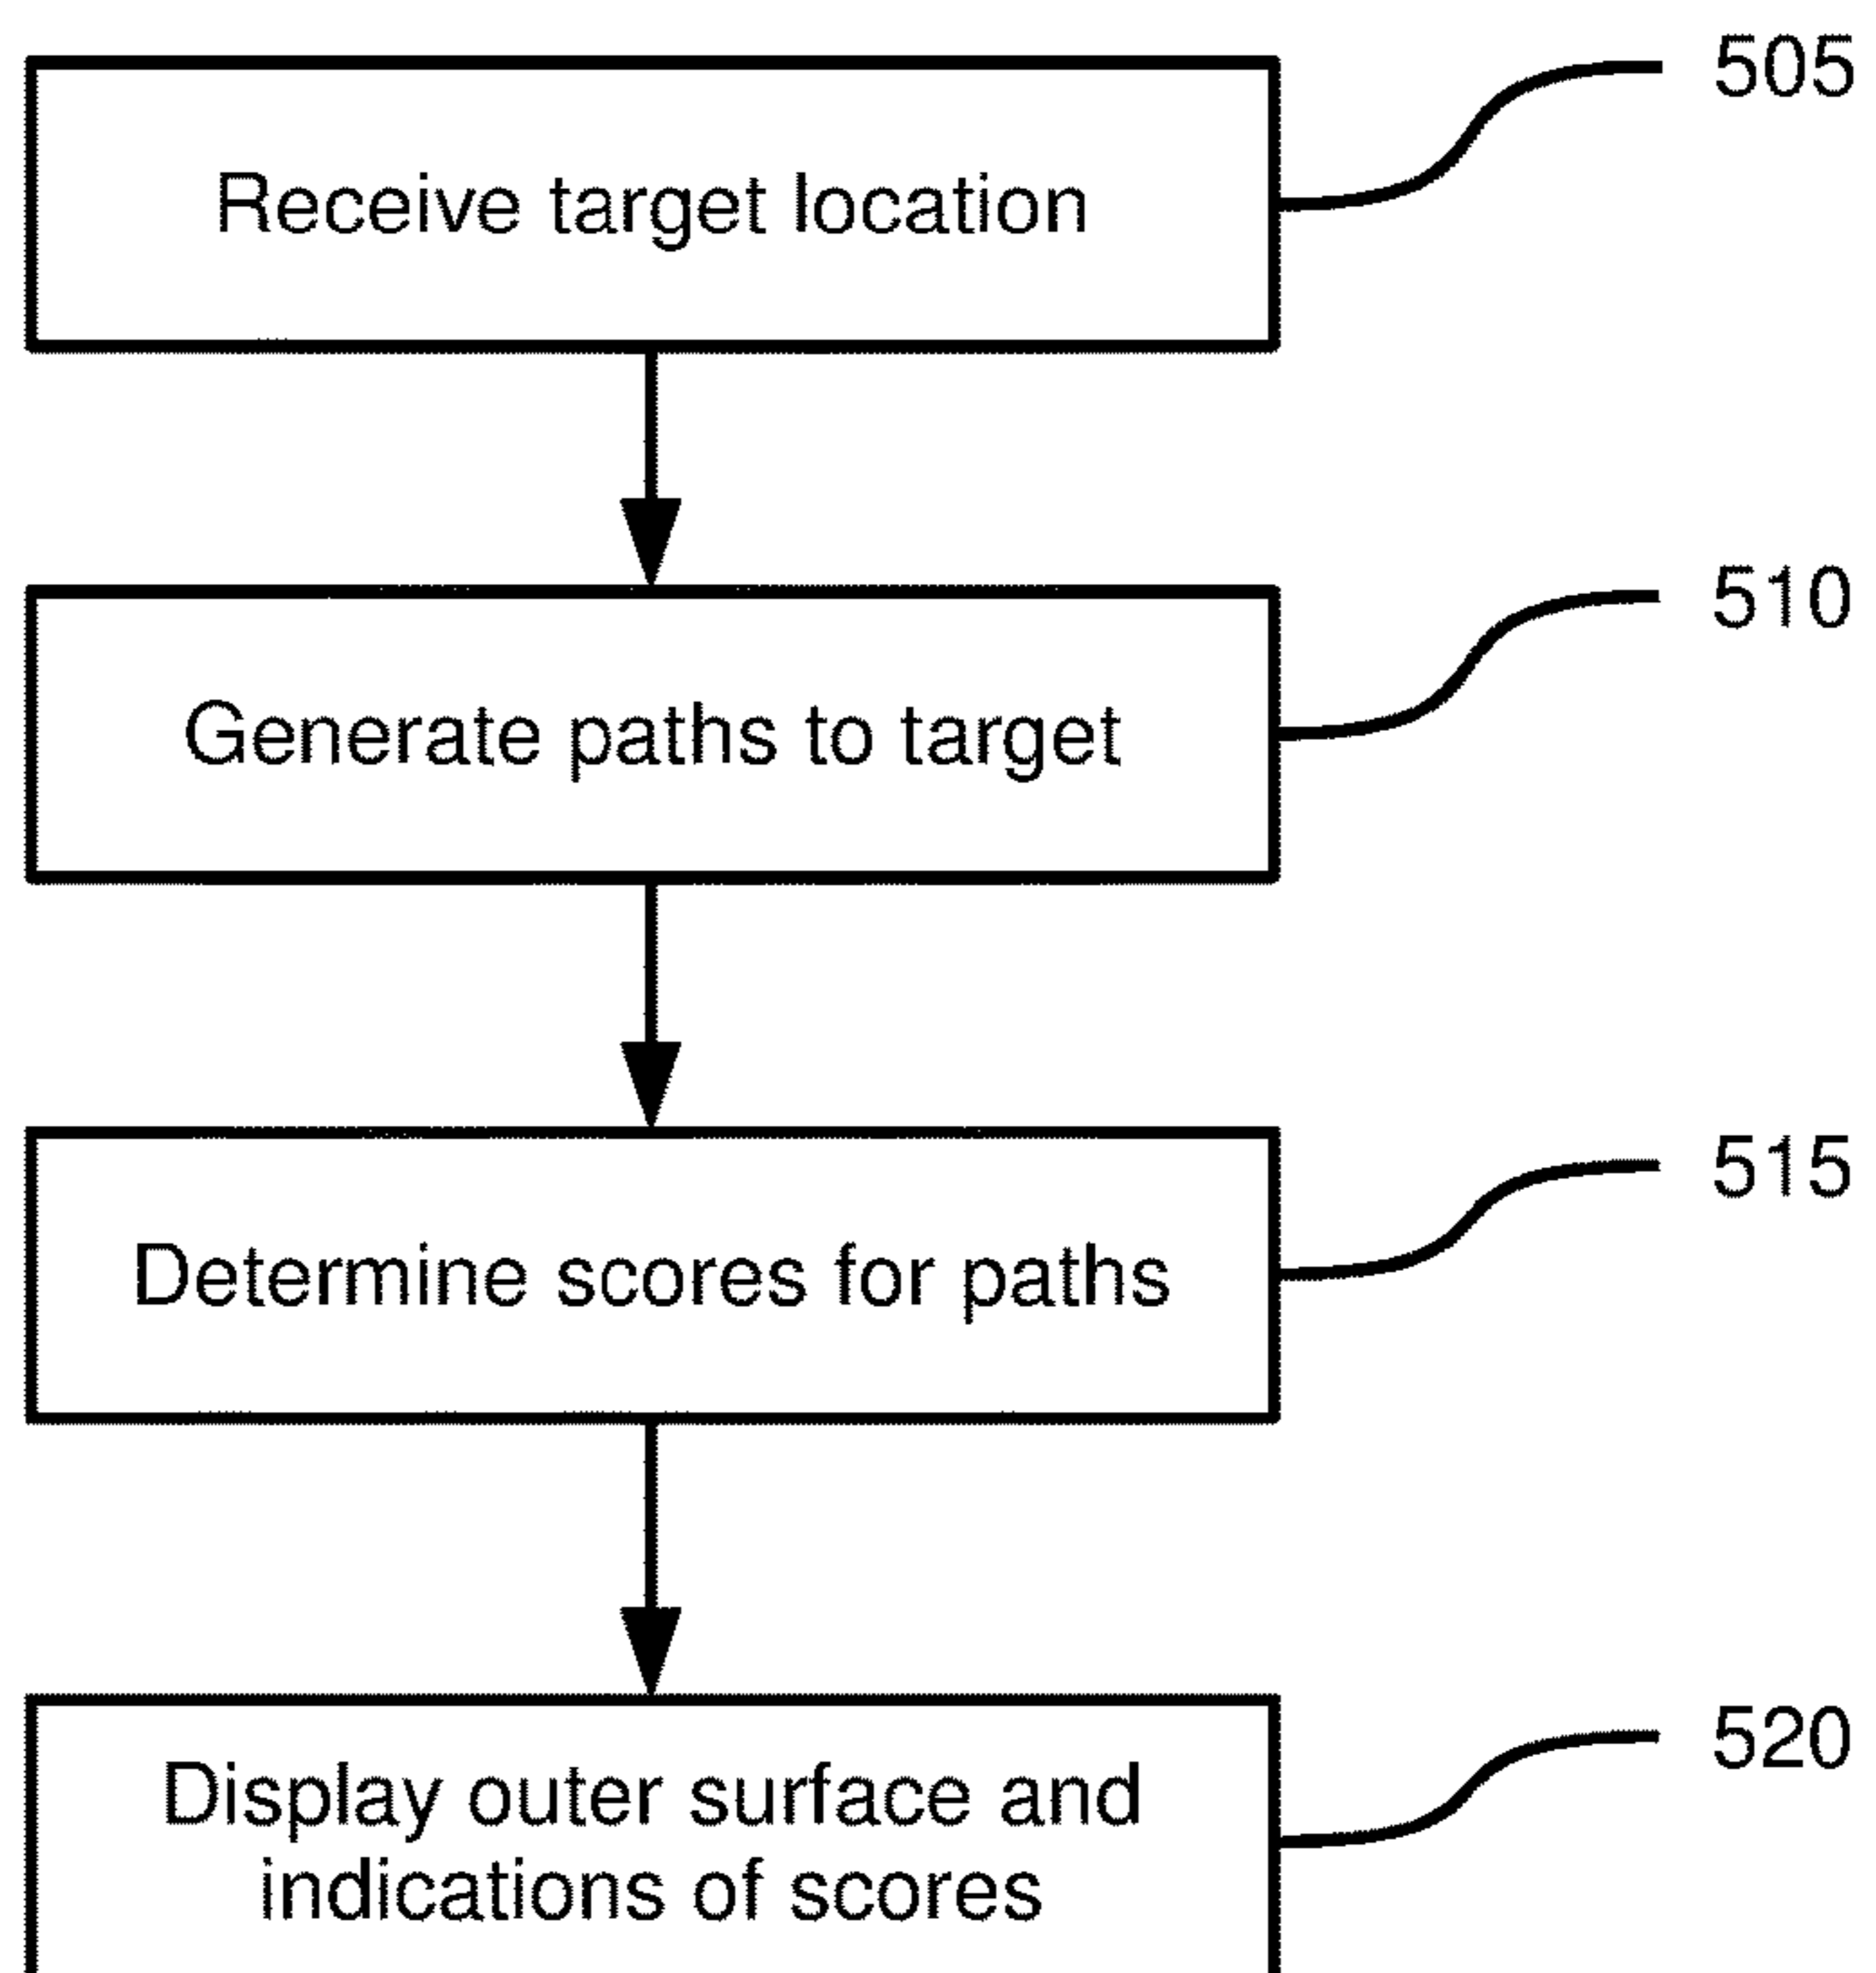 505
Receive target location
510
Generate paths to target
515
Determine scores for paths
520
Display outer surface and
indications of scores